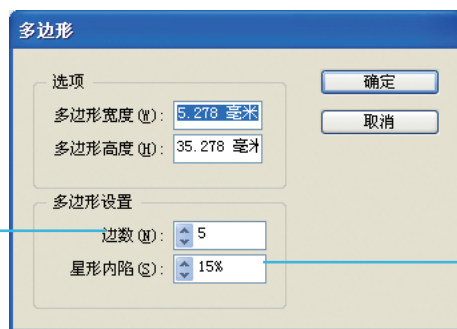 多边形
选项
多边形宽度(W): 5.278 毫米
多边形高度(H): 35.278 毫
确定
取消
多边形设置
边数(N): 5
星形内陷(S): 15%